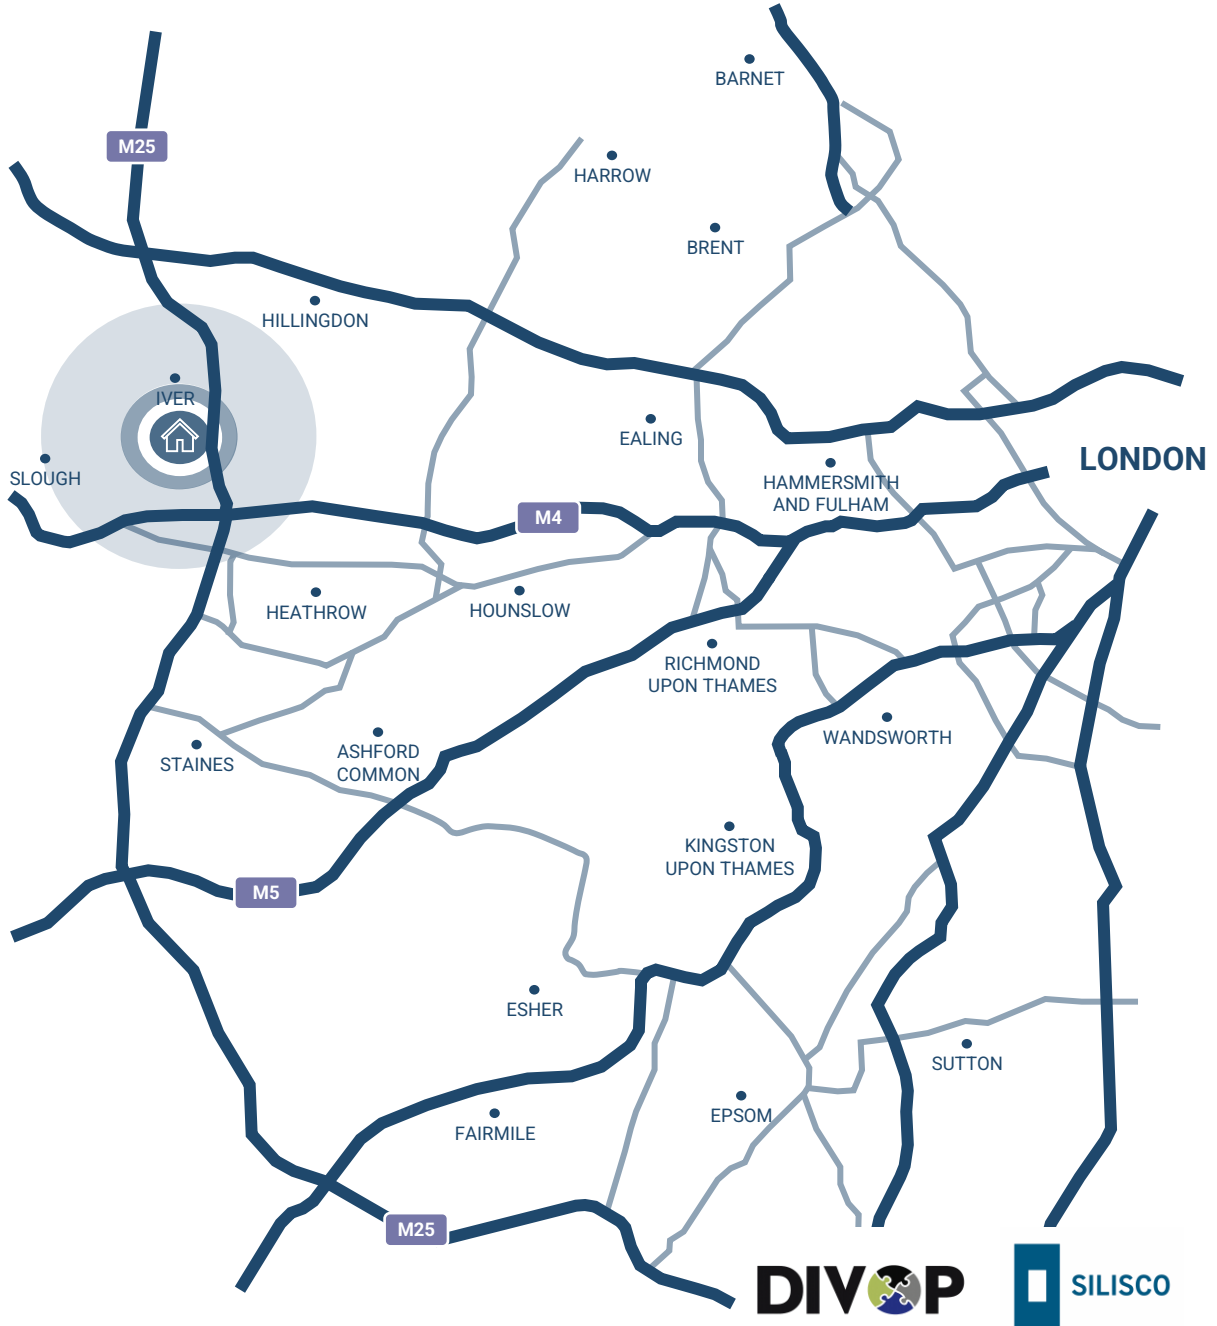 BARNET
M25
HARROW
BRENT
HILLINGDON
IVER
EALING
SLOUGH
LONDON
HAMMERSMITH
AND FULHAM
M4
HEATHROW
HOUNSLOW
RICHMOND
UPON THAMES
WANDSWORTH
STAINES
ASHFORD
COMMON
KINGSTON
UPON THAMES
M5
ESHER
SUTTON
EPSOM
FAIRMILE
M25
DIVOP
SILISCO